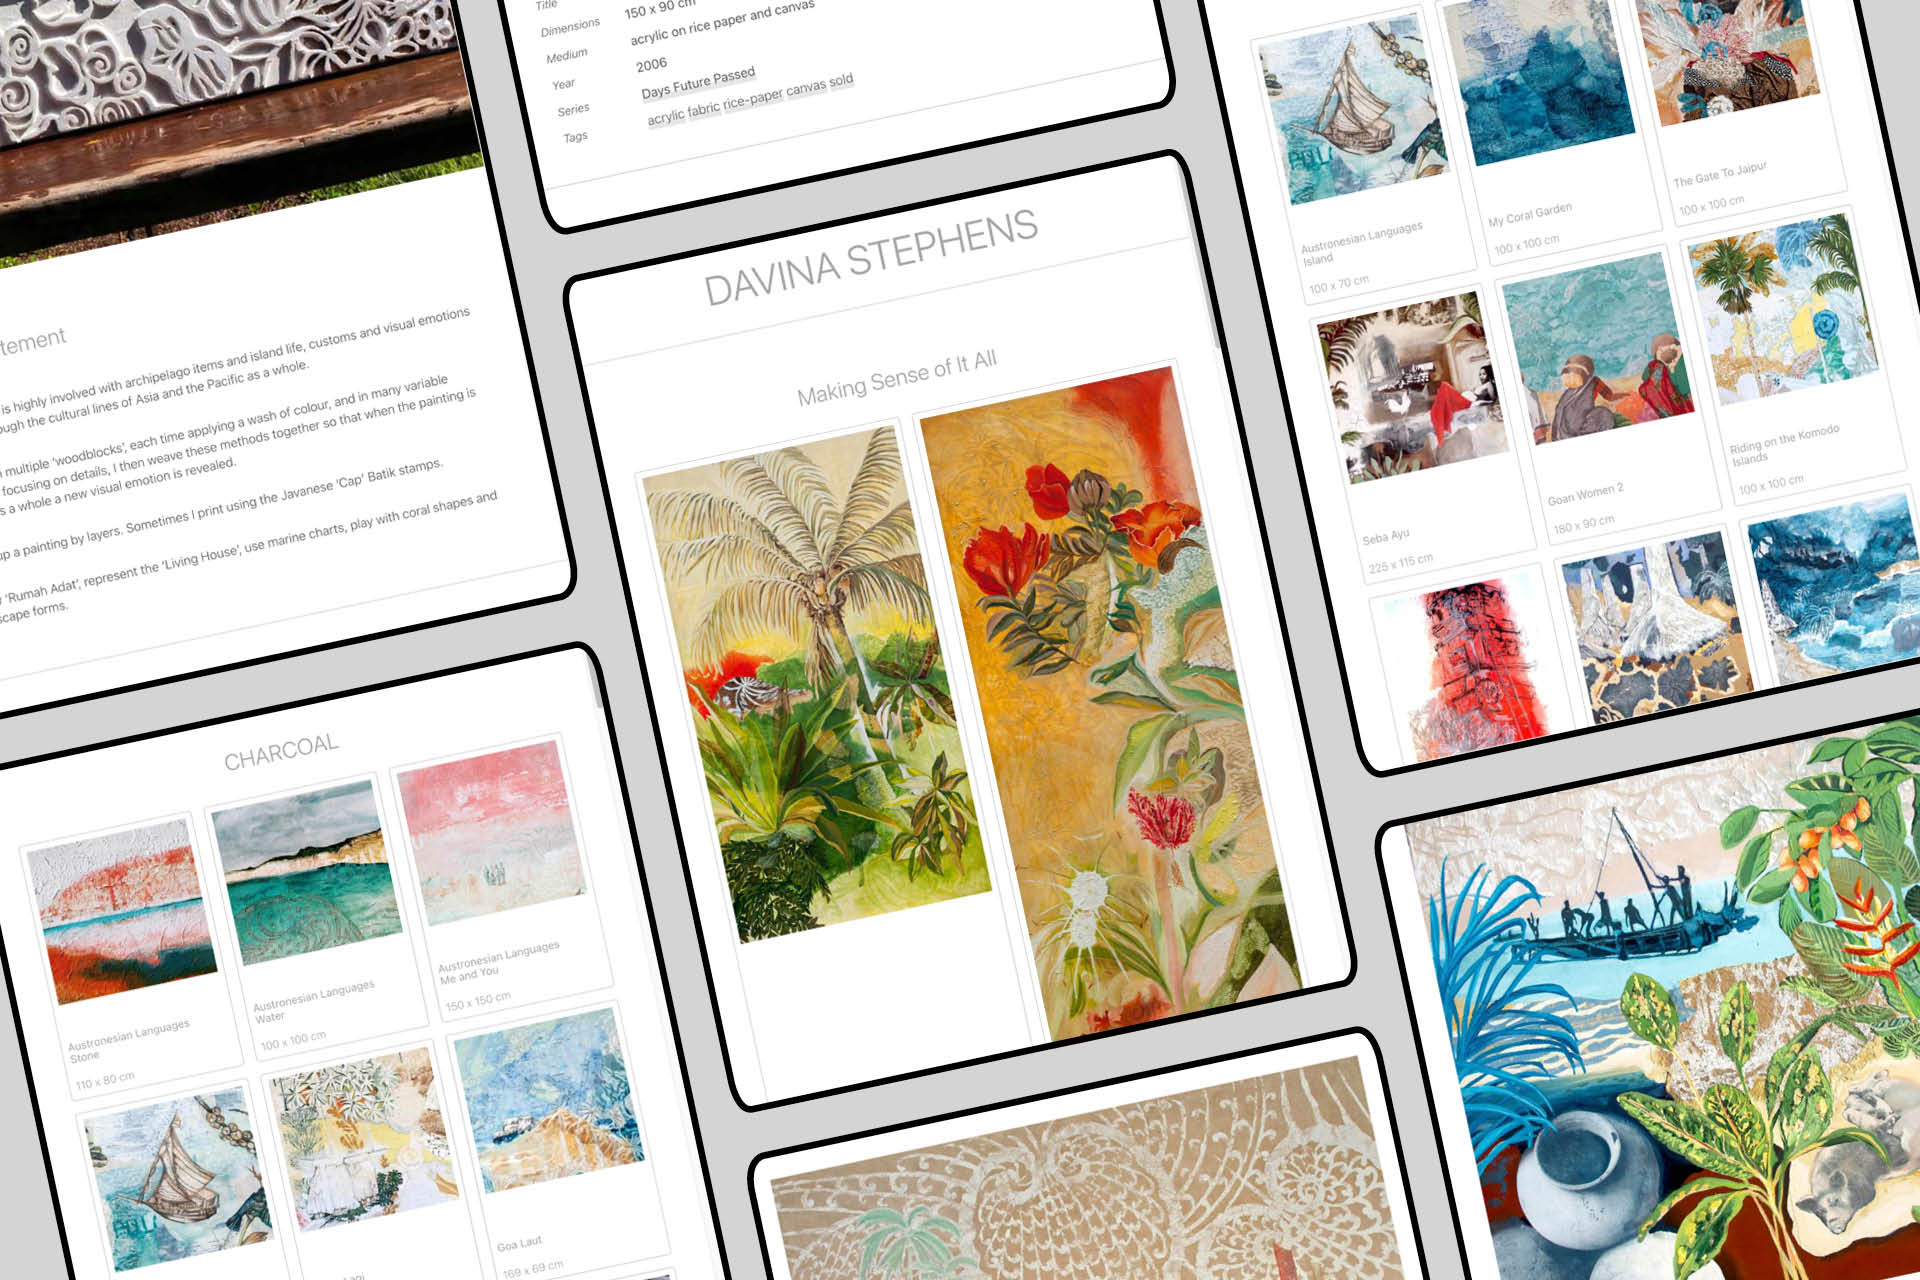 tement
is highly involved with archipelago items and island life, customs and visual emotions
ough the cultural lines of Asia and the Pacific as a whole.
multiple 'woodblocks', each time applying a wash of colour, and in many variable
focusing on details, I then weave these methods together so that when the painting is
s a whole a new visual emotion is revealed.
up a painting by layers. Sometimes I print using the Javanese 'Cap' Batik stamps.
'Rumah Adat', represent the 'Living House', use marine charts, play with coral shapes and
scape forms.
Title
Dimensions 150 x 90 cm
Medium acrylic on rice paper and canvas
Year 2006
Series Days Future Passed
Tags acrylic fabric rice-paper canvas sold
DAVINA STEPHENS
Making Sense of It All
Austronesian Languages
Island
100 x 70 cm
My Coral Garden
100 x 100 cm
The Gate To Jaipur
100 x 100 cm
Seba Ayu
225 x 115 cm
Goan Women 2
180 x 90 cm
Riding on the Komodo
Islands
100 x 100 cm
CHARCOAL
Austronesian Languages
Stone
110 x 80 cm
Austronesian Languages
Water
100 x 100 cm
Austronesian Languages
Me and You
150 x 150 cm
Goa Laut
169 x 69 cm